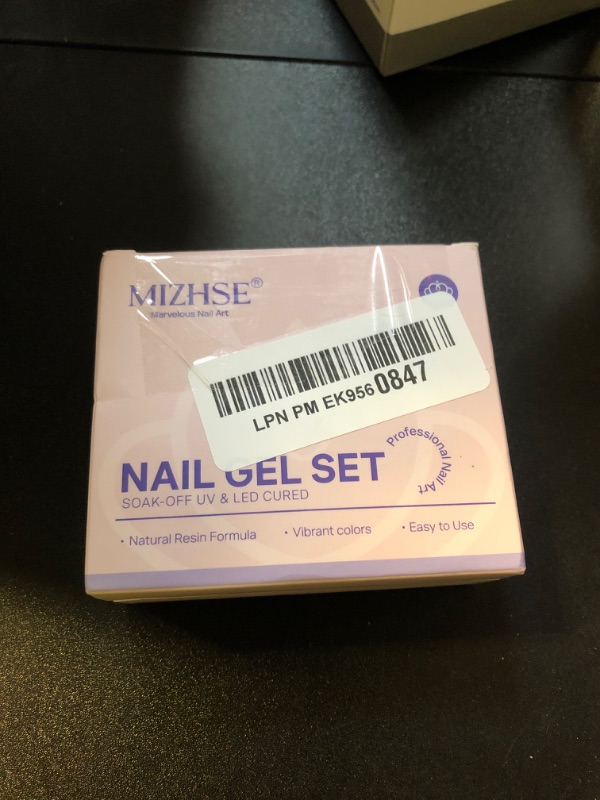 MIZHSE®
Marvelous Nail Art
LPN PM EK956 0847
NAIL GEL SET
Professional Nail Art
SOAK-OFF UV & LED CURED
• Natural Resin Formula • Vibrant colors • Easy to Use